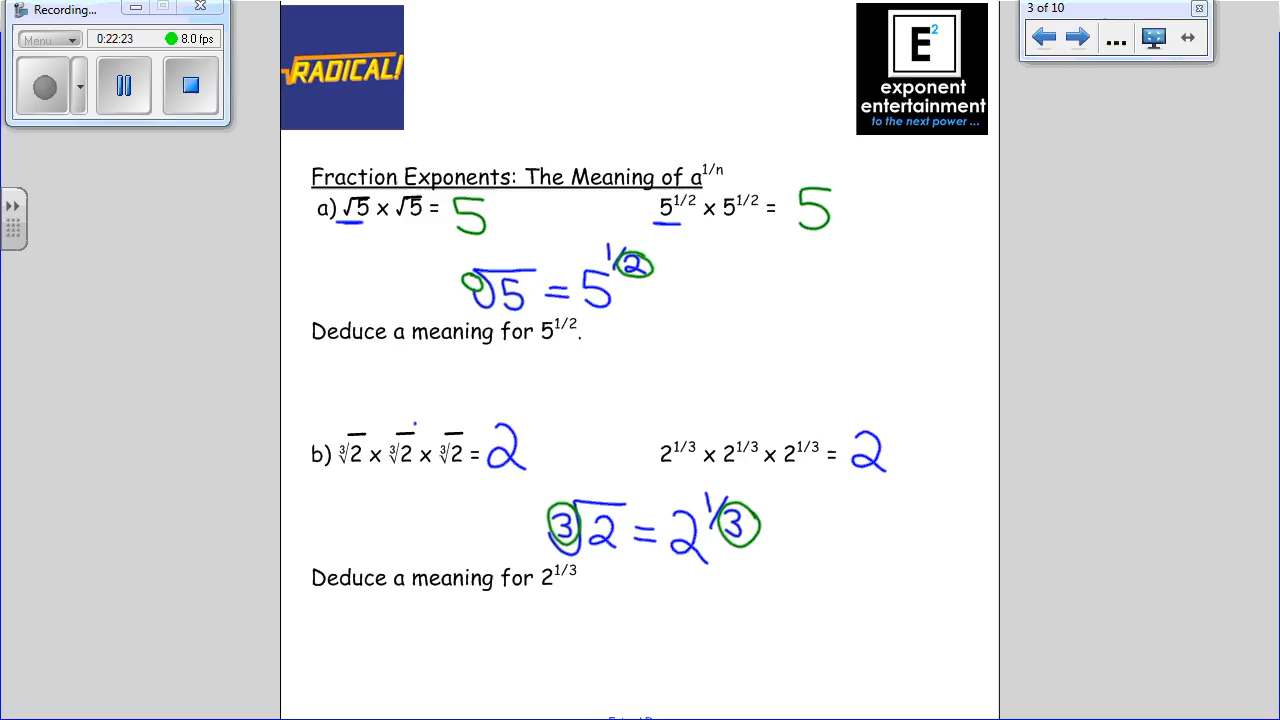 Recording...
Menu
0:22:23
8.0 fps
3 of 10
RADICAL!
E²
exponent
entertainment
to the next power ...
Fraction Exponents: The Meaning of a^1/n
a) √5 x √5 = 5
5^1/2 x 5^1/2 = 5
√5 = 5^1/2
Deduce a meaning for 5^1/2.
b) ∛2 x ∛2 x ∛2 = 2
2^1/3 x 2^1/3 x 2^1/3 = 2
∛2 = 2^1/3
Deduce a meaning for 2^1/3